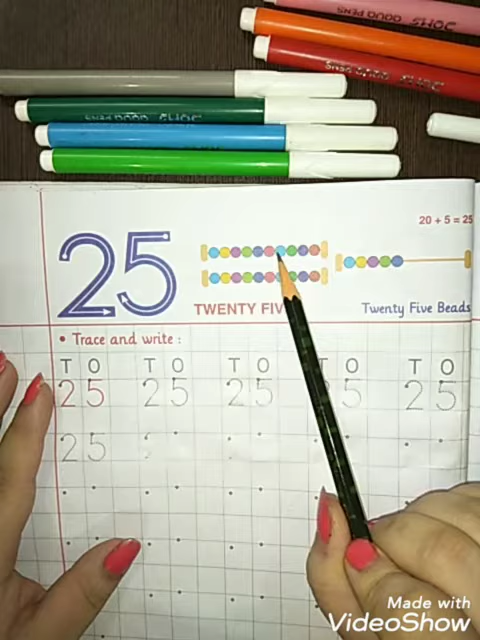 20 + 5 = 25
25
TWENTY FIV
Twenty Five Beads
• Trace and write :
T O T O T O T O T O
25 25 25 25 25
25
Made with
VideoShow